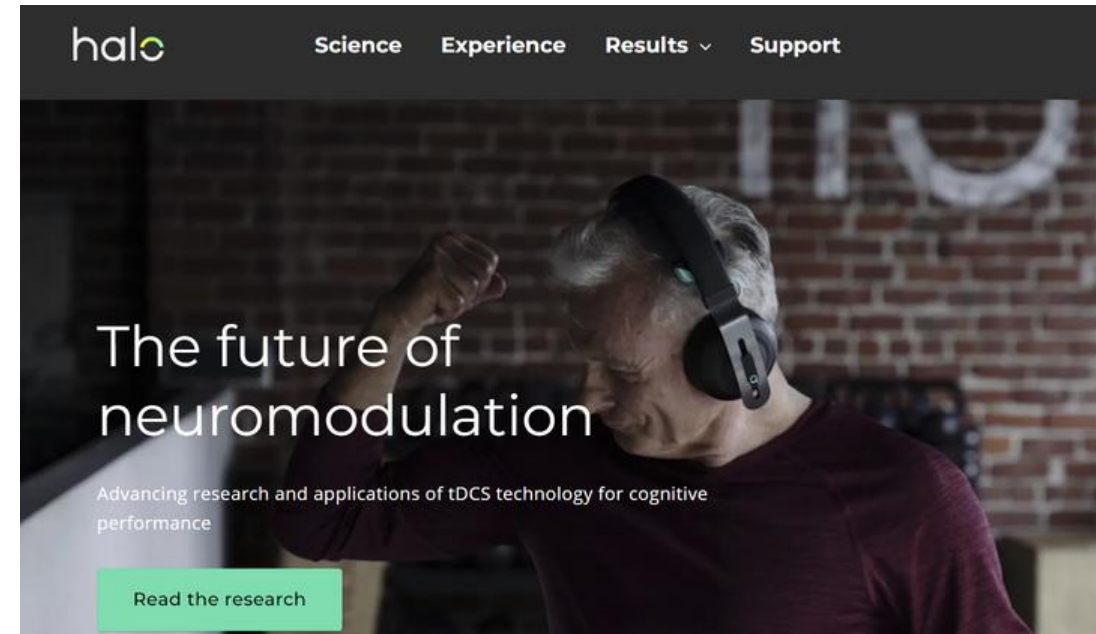 halo
Science Experience Results Support
The future of
neuromodulation
Advancing research and applications of tDCS technology for cognitive
performance
Read the research